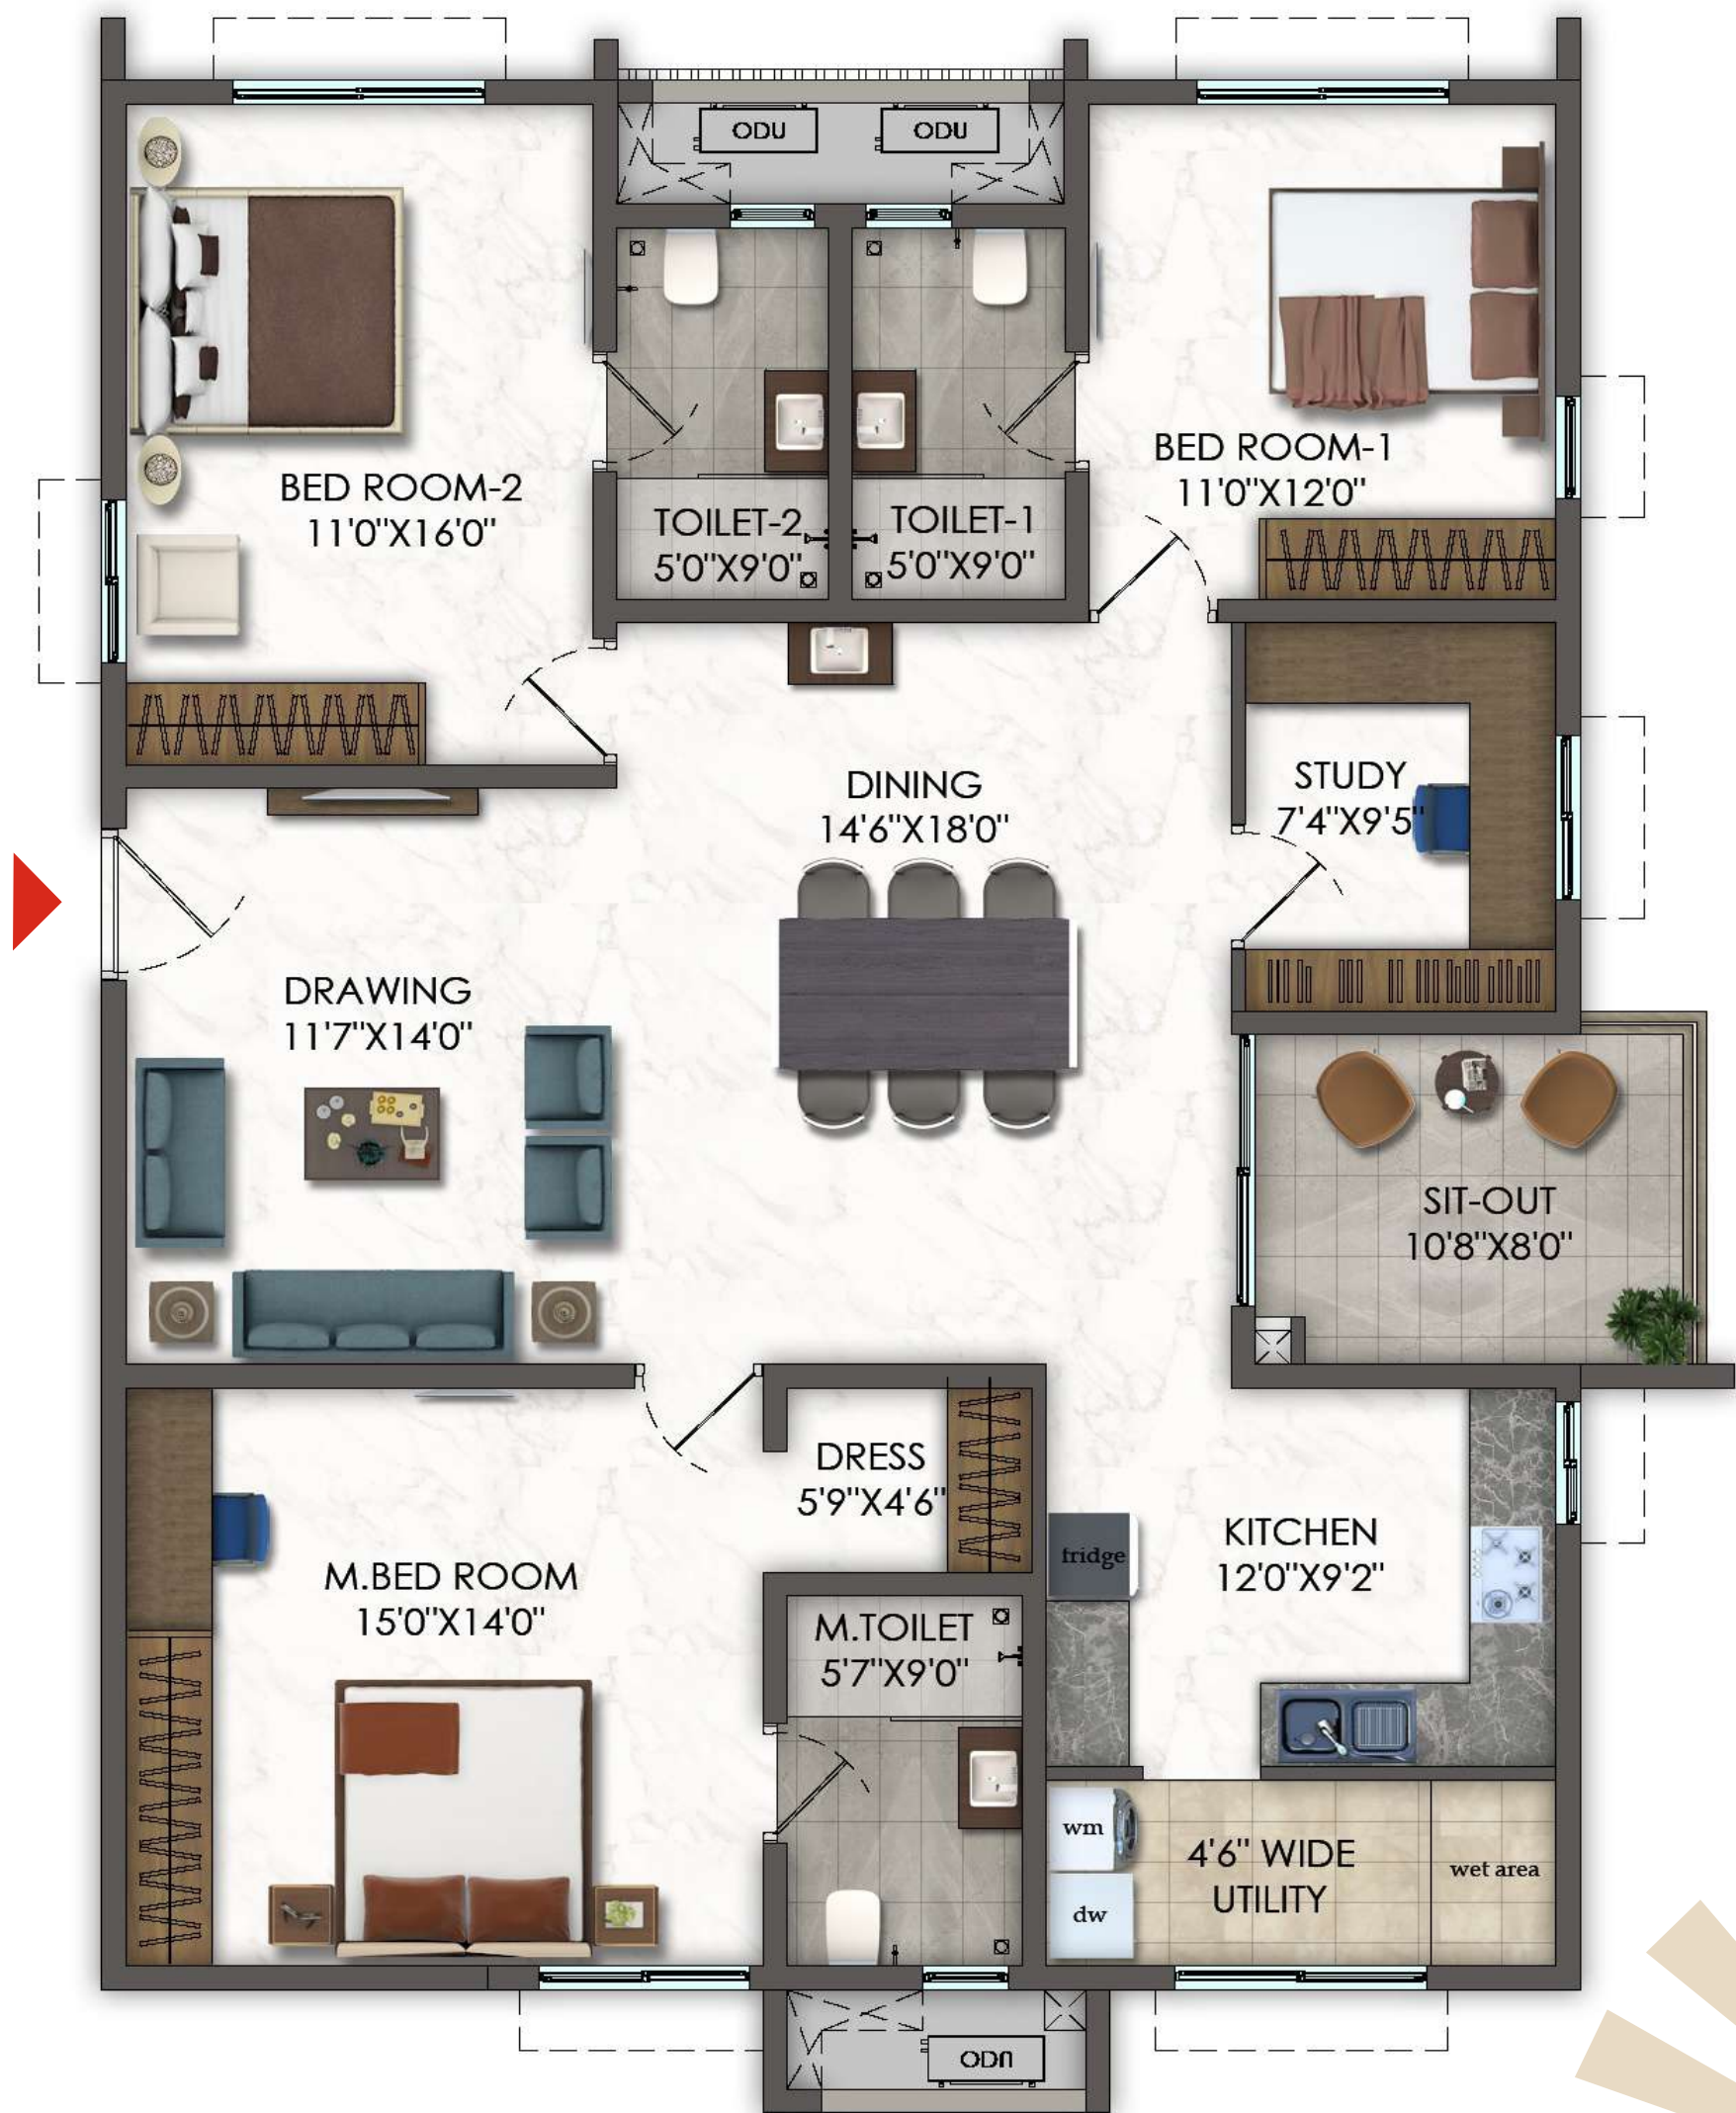 ODU
ODU
BED ROOM-2
11'0"X16'0"
BED ROOM-1
11'0"X12'0"
TOILET-2
5'0"X9'0"
TOILET-1
5'0"X9'0"
DINING
14'6"X18'0"
STUDY
7'4"X9'5"
DRAWING
11'7"X14'0"
SIT-OUT
10'8"X8'0"
DRESS
5'9"X4'6"
M.BED ROOM
15'0"X14'0"
fridge
KITCHEN
12'0"X9'2"
M.TOILET
5'7"X9'0"
wm
4'6" WIDE
UTILITY
wet area
dw
ODU